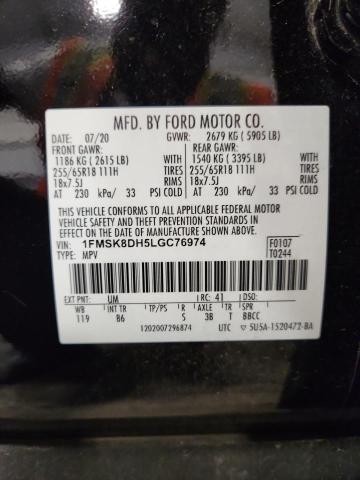 MFD. BY FORD MOTOR CO.
DATE: 07/20 GVWR: 2679 KG ( 5905 LB)
FRONT GAWR: REAR GAWR:
1186 KG ( 2615 LB) 1540 KG ( 3395 LB)
255/65R18 111H TIRES 255/65R18 111H TIRES
18x7.5J RIMS 18x7.5J RIMS
AT 230 kPa/ 33 PSI COLD AT 230 kPa/ 33 PSI COLD
THIS VEHICLE CONFORMS TO ALL APPLICABLE FEDERAL MOTOR
VEHICLE SAFETY AND THEFT PREVENTION STANDARDS IN
EFFECT ON THE DATE OF MANUFACTURE SHOWN ABOVE.
VIN: 1FMSK8DH5LGC76974 F0107
TYPE: MPV T0244
EXT PNT: UM RC: 41 DSO:
WB INT TR TP/PS R AXLE TR SPR
119 B6 S 3B T BBCC
1202007296874 UTC 5U5A-1520472-BA